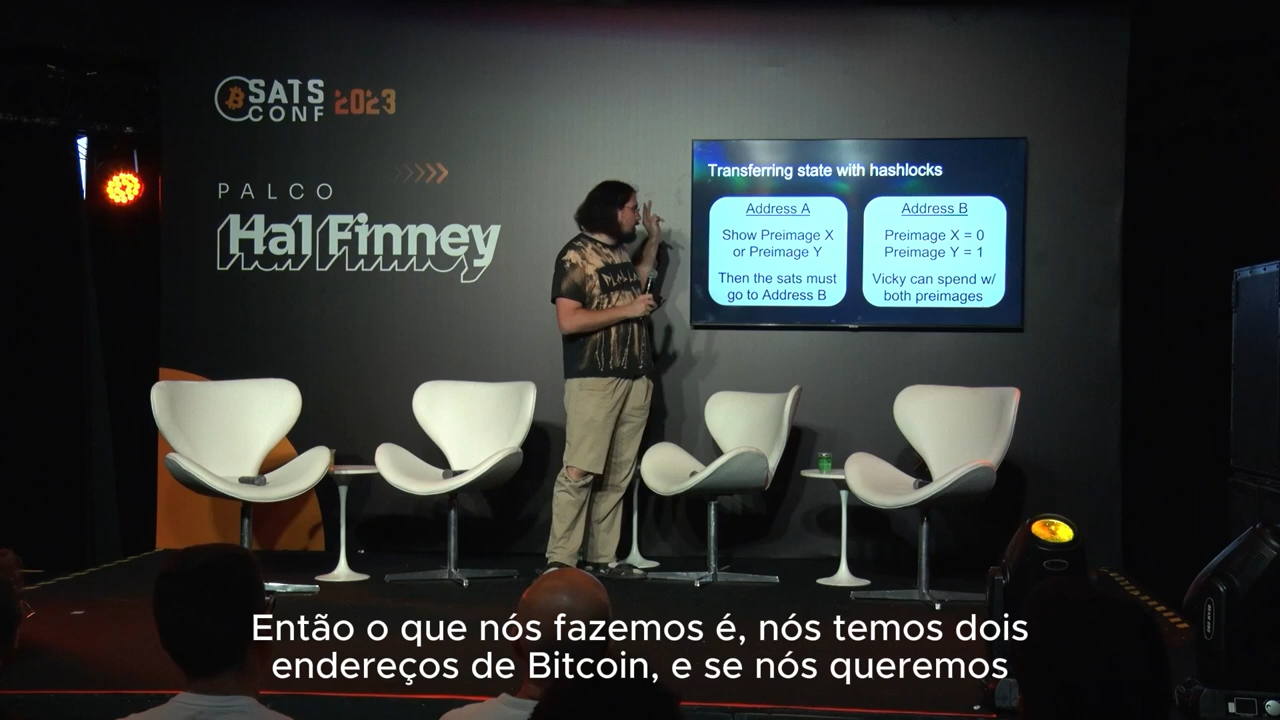 SATS
CONF
2023
PALCO
Hal Finney
Transferring state with hashlocks
Address A
Show Preimage X
or Preimage Y
Then the sats must
go to Address B
Address B
Preimage X = 0
Preimage Y = 1
Vicky can spend w/
both preimages
Então o que nós fazemos é, nós temos dois
endereços de Bitcoin, e se nós queremos